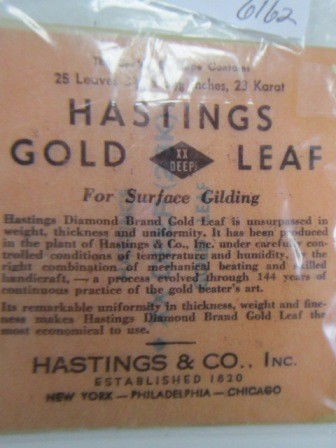 6162
Contains
25 Leaves inches, 23 Karat
HASTINGS
GOLD XX DEEP LEAF
For Surface Gilding
Hastings Diamond Brand Gold Leaf is unsurpassed in
weight, thickness and uniformity. It has been produced
in the plant of Hastings & Co., Inc. under carefully con-
trolled conditions of temperature and humidity, by the
right combination of mechanical beating and skilled
handicraft,—a process evolved through 144 years of
continuous practice of the gold beater's art.
Its remarkable uniformity in thickness, weight and fine-
ness makes Hastings Diamond Brand Gold Leaf the
most economical to use.
HASTINGS & CO., INC.
ESTABLISHED 1820
NEW YORK — PHILADELPHIA — CHICAGO